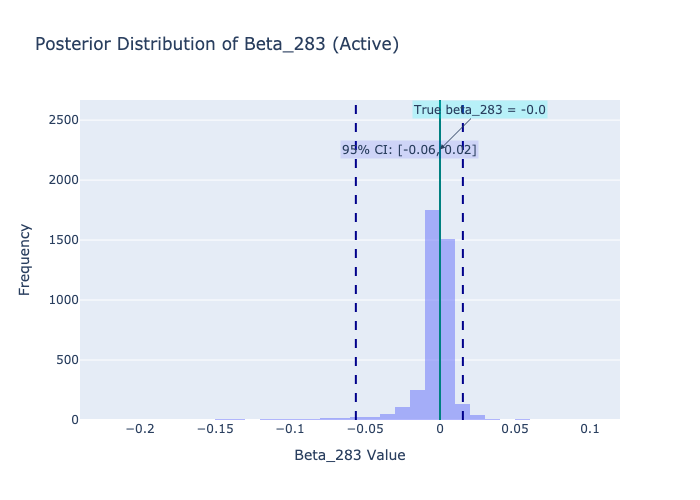 Posterior Distribution of Beta_283 (Active)
True beta_283 = -0.0
95% CI: [-0.06, 0.02]
2500
2000
1500
1000
500
0
Frequency
−0.2
−0.15
−0.1
−0.05
0
0.05
0.1
Beta_283 Value